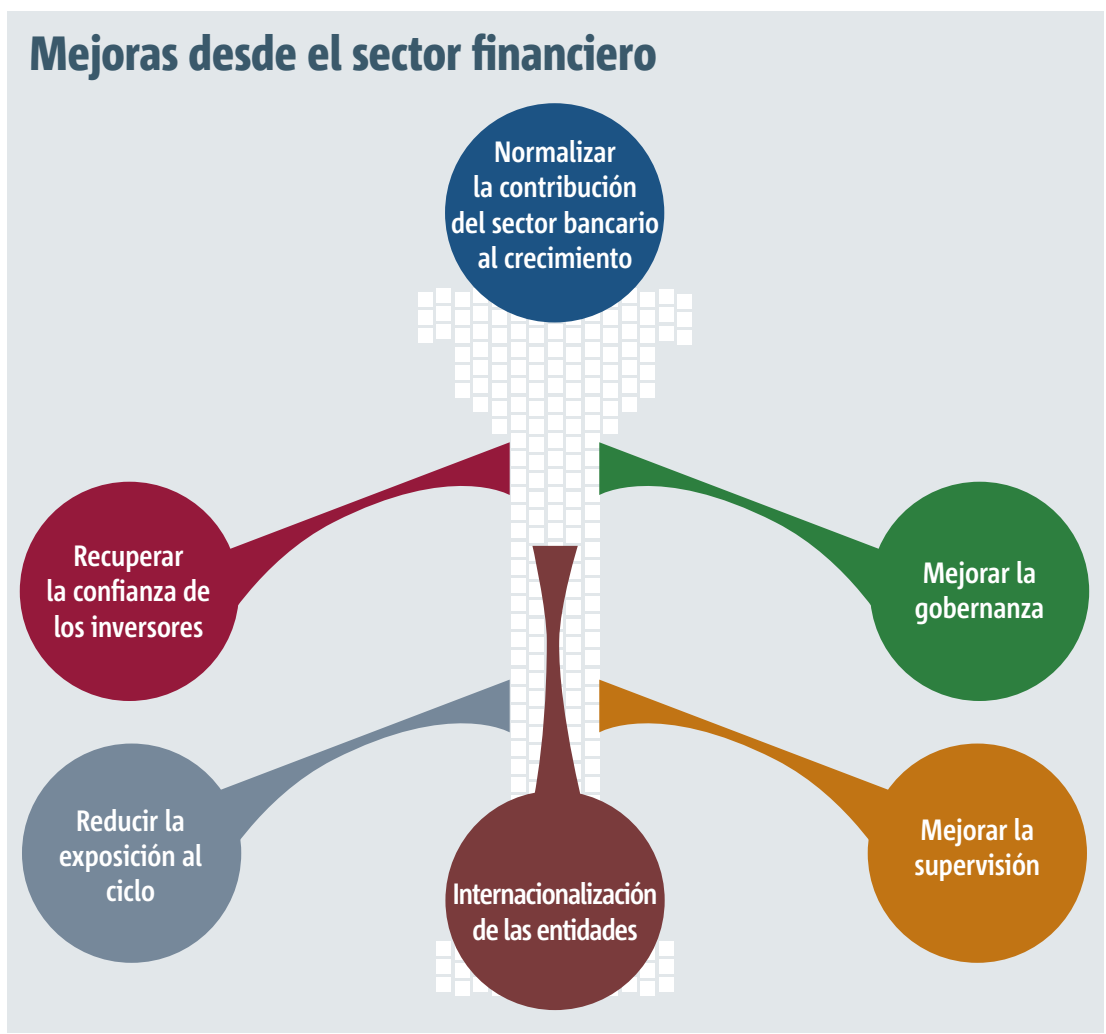 Mejoras desde el sector financiero
Normalizar
la contribución
del sector bancario
al crecimiento
Recuperar
la confianza de
los inversores
Mejorar la
gobernanza
Reducir la
exposición al
ciclo
Internacionalización
de las entidades
Mejorar la
supervisión